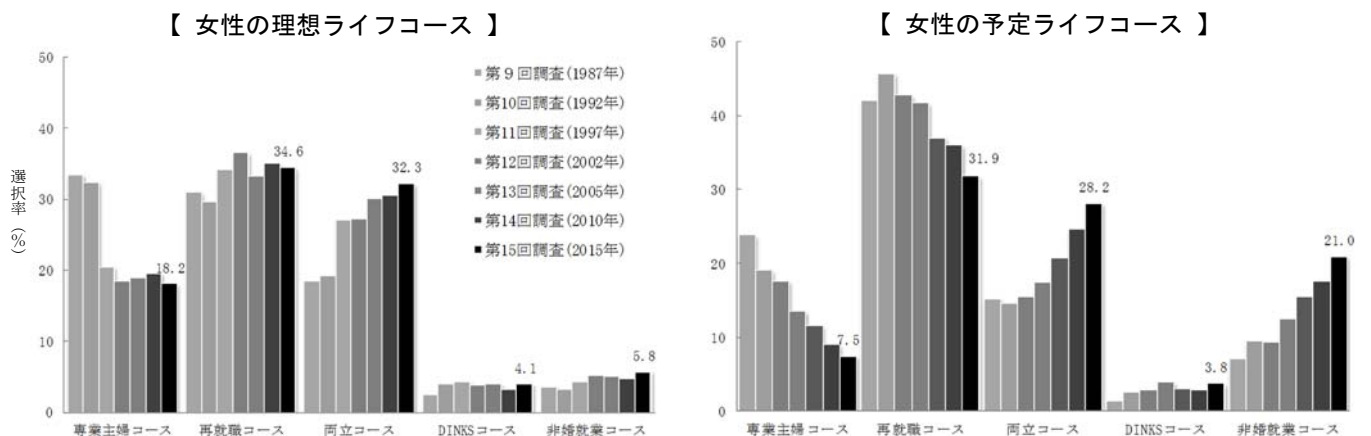 【 女性の理想ライフコース 】
50
40
30
20
10
0
選択率（%）
第９回調査(1987年)
第10回調査(1992年)
第11回調査(1997年)
第12回調査(2002年)
第13回調査(2005年)
第14回調査(2010年)
第15回調査(2015年)
18.2
34.6
32.3
4.1
5.8
専業主婦コース 再就職コース 両立コース DINKSコース 非婚就業コース
【 女性の予定ライフコース 】
50
40
30
20
10
0
7.5
31.9
28.2
3.8
21.0
専業主婦コース 再就職コース 両立コース DINKSコース 非婚就業コース